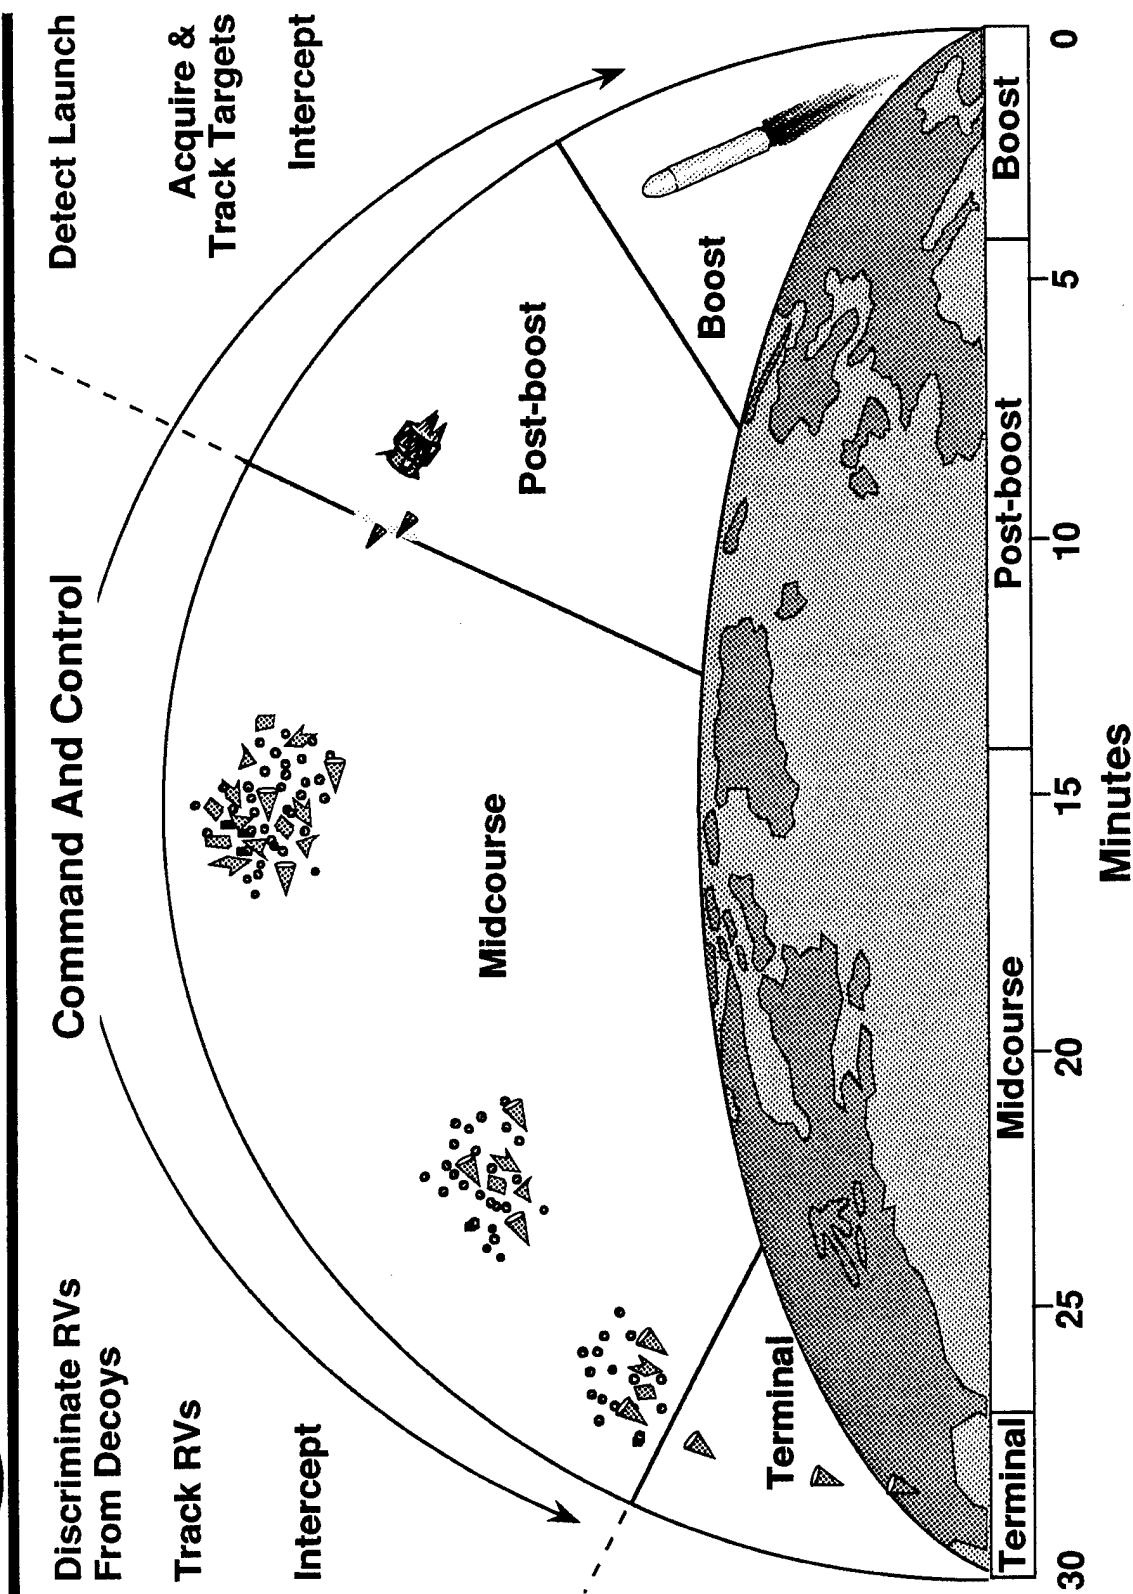 Discriminate RVs
From Decoys
Track RVs
Intercept
Command And Control
Detect Launch
Acquire &
Track Targets
Intercept
Midcourse
Post-boost
Boost
Terminal
Terminal
Midcourse
Post-boost
Boost
30
25
20
15
10
5
0
Minutes